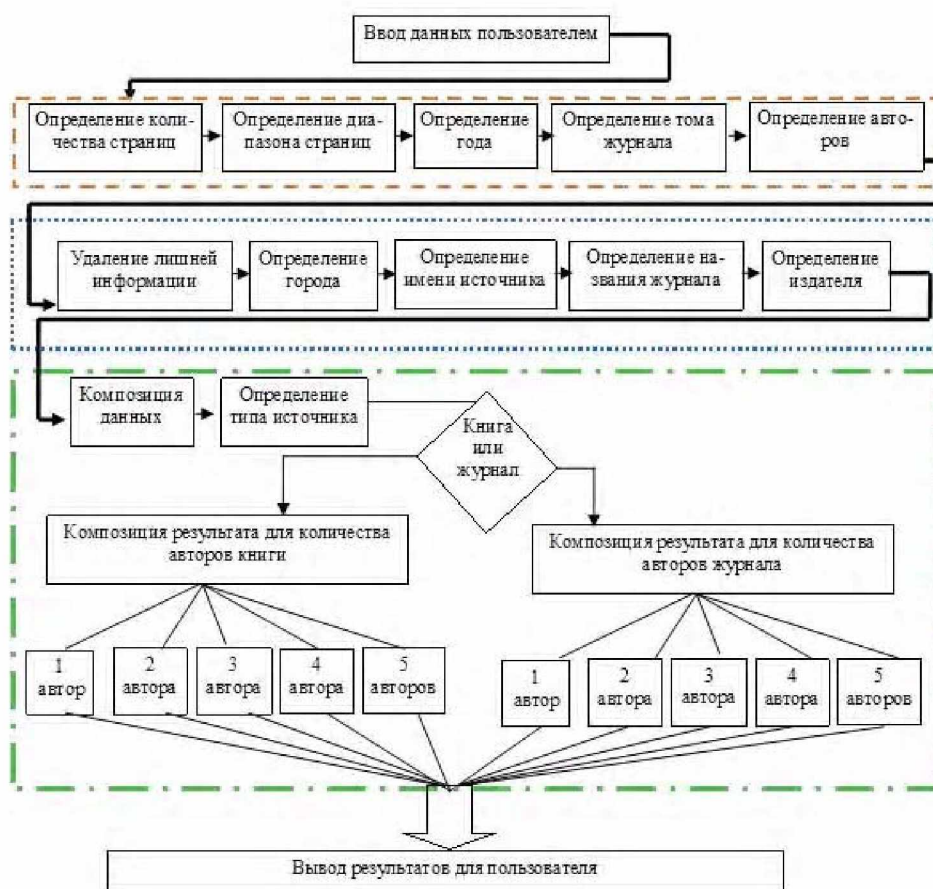 Ввод данных пользователем
Определение коли-
чества страниц
Определение диа-
пазона страниц
Определение
года
Определение тома
журнала
Определение авто-
ров
Удаление лишней
информации
Определение
города
Определение
имени источника
Определение на-
звания журнала
Определение
издателя
Композиция
данных
Определение
типа источника
Книга
или
журнал
Композиция результата для количества
авторов книги
Композиция результата для количества
авторов журнала
1
автор
2
автора
3
автора
4
автора
5
авторов
1
автор
2
автора
3
автора
4
автора
5
авторов
Вывод результатов для пользователя